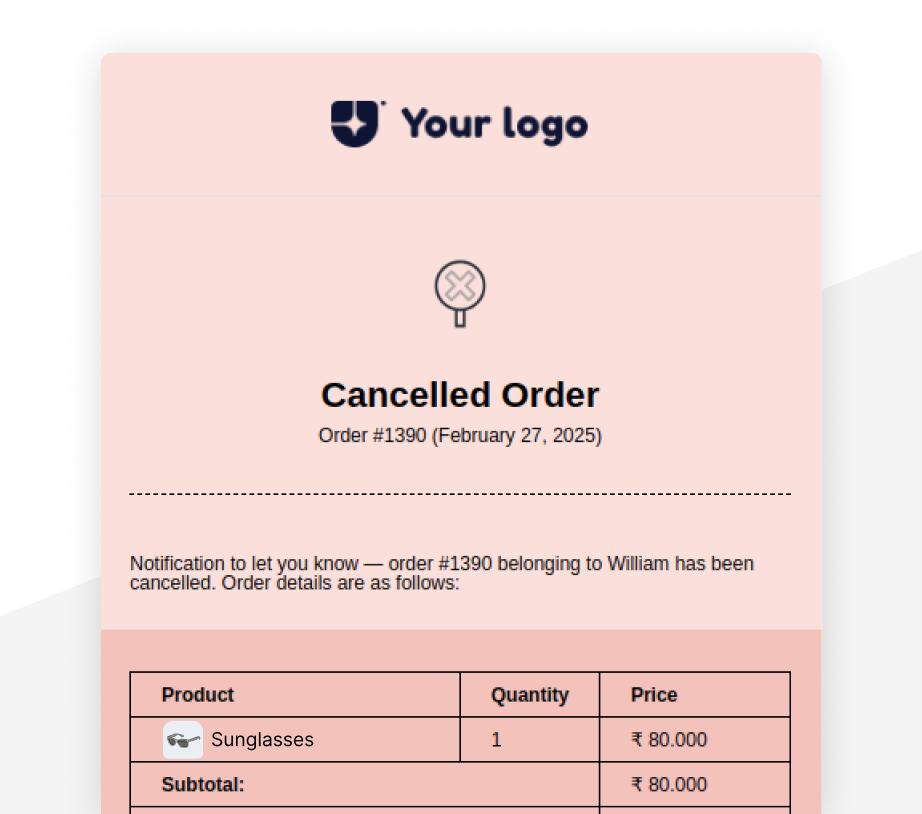 Your logo
Cancelled Order
Order #1390 (February 27, 2025)
Notification to let you know — order #1390 belonging to William has been
cancelled. Order details are as follows:
Product Quantity Price
Sunglasses 1 ₹ 80.000
Subtotal: ₹ 80.000